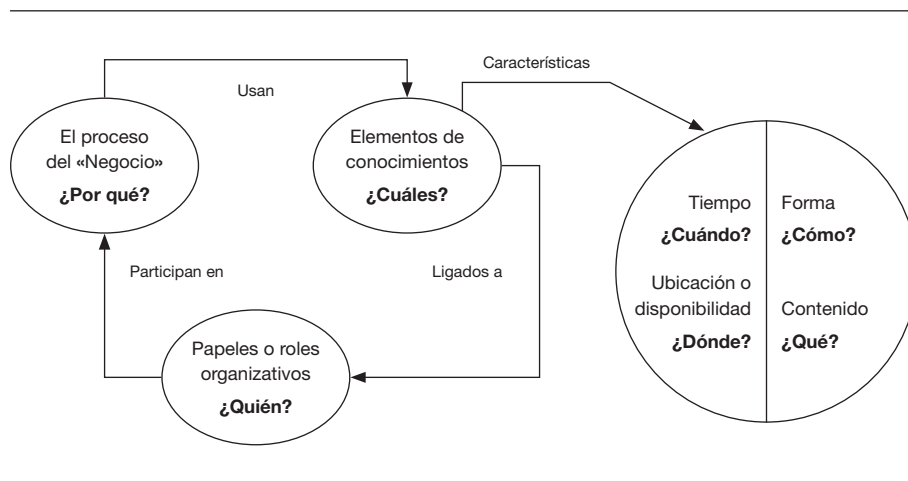 Características
Usan
El proceso
del «Negocio»
¿Por qué?
Elementos de
conocimientos
¿Cuáles?
Tiempo
¿Cuándo?
Forma
¿Cómo?
Participan en
Ligados a
Ubicación o
disponibilidad
¿Dónde?
Contenido
¿Qué?
Papeles o roles
organizativos
¿Quién?